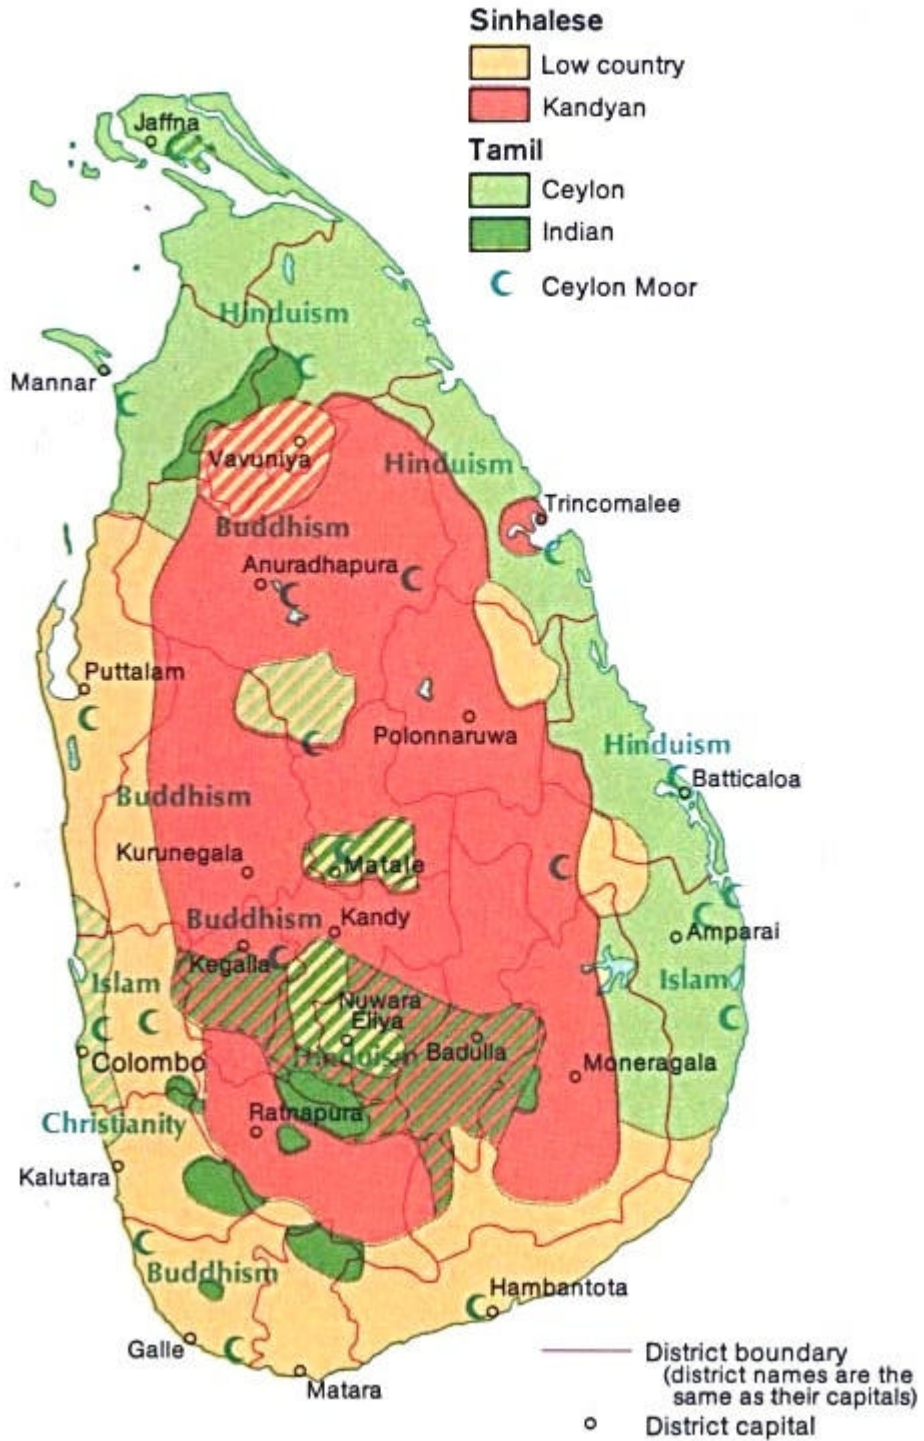 Sinhalese
Low country
Kandyan
Tamil
Ceylon
Indian
Ceylon Moor
Jaffna
Hinduism
Mannar
Vavuniya
Hinduism
Trincomalee
Buddhism
Anuradhapura
Puttalam
Polonnaruwa
Hinduism
Batticaloa
Buddhism
Kurunegala
Matale
Buddhism
Kandy
Amparai
Kegalla
Islam
Islam
Nuwara
Eliya
Hinduism
Badulla
Colombo
Moneragala
Ratnapura
Christianity
Kalutara
Buddhism
Hambantota
Galle
Matara
District boundary
(district names are the
same as their capitals)
District capital